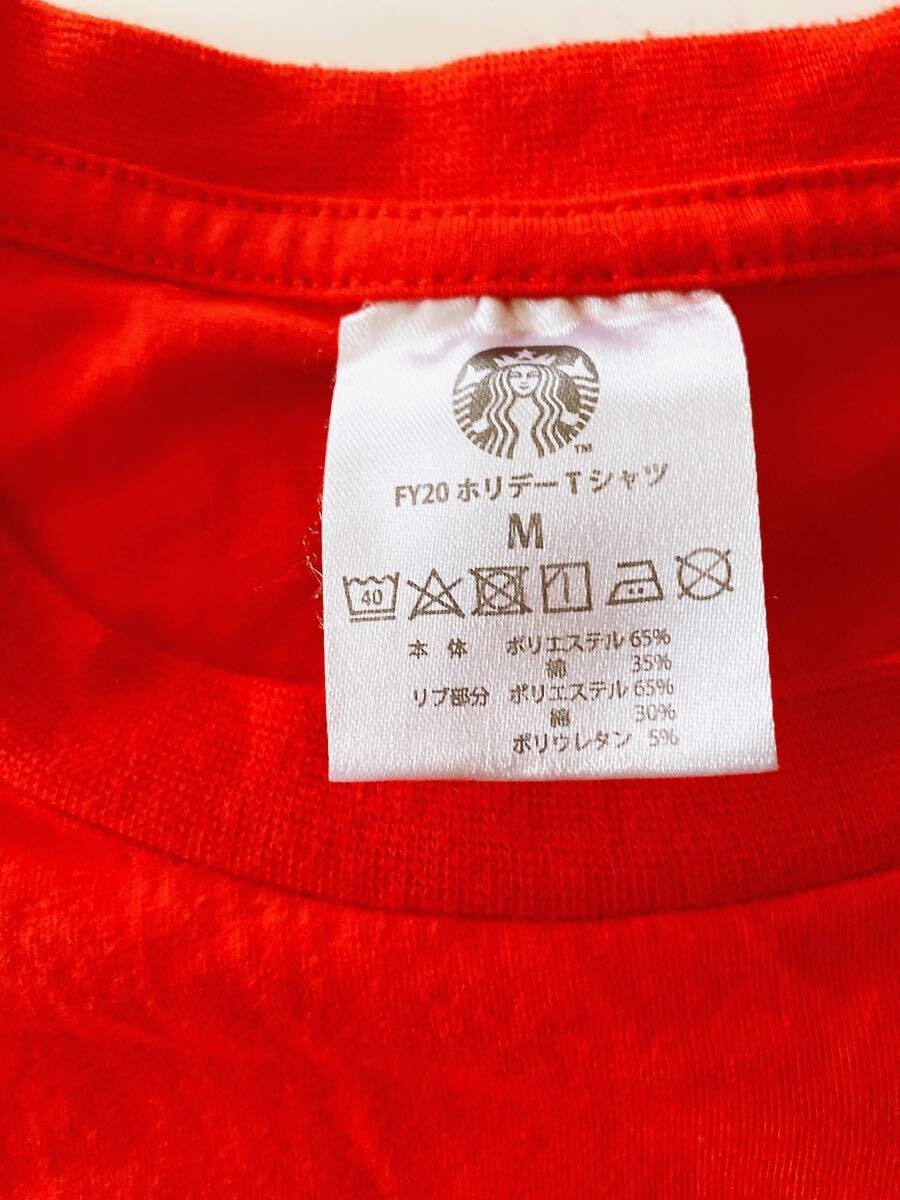 TM
FY20 ホリデーTシャツ
M
40
本 体 ポリエステル 65%
綿 35%
リブ部分 ポリエステル 65%
綿 30%
ポリウレタン 5%